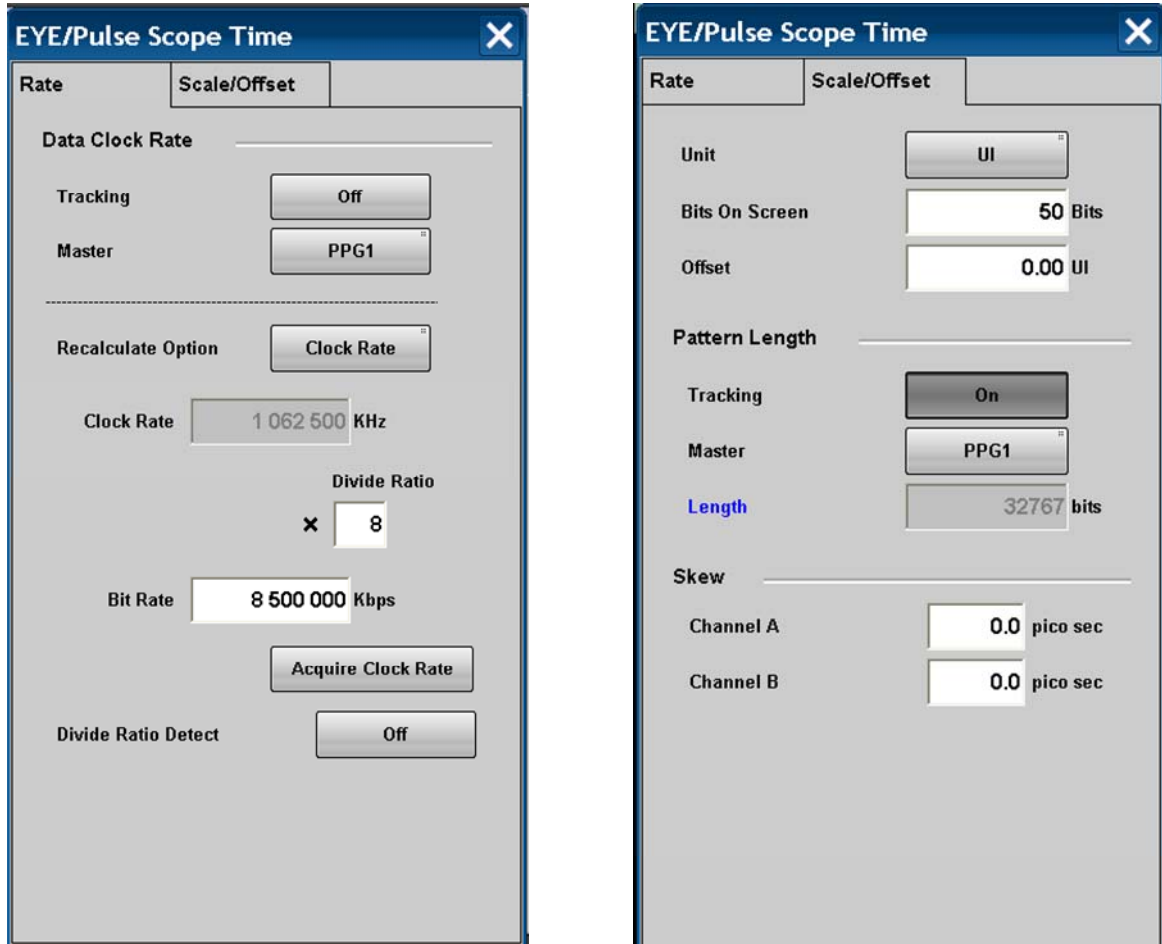 EYE/Pulse Scope Time
Rate Scale/Offset
Data Clock Rate
Tracking Off
Master PPG1
Recalculate Option Clock Rate
Clock Rate 1 062 500 KHz
Divide Ratio
× 8
Bit Rate 8 500 000 Kbps
Acquire Clock Rate
Divide Ratio Detect Off
EYE/Pulse Scope Time
Rate Scale/Offset
Unit UI
Bits On Screen 50 Bits
Offset 0.00 UI
Pattern Length
Tracking On
Master PPG1
Length 32767 bits
Skew
Channel A 0.0 pico sec
Channel B 0.0 pico sec